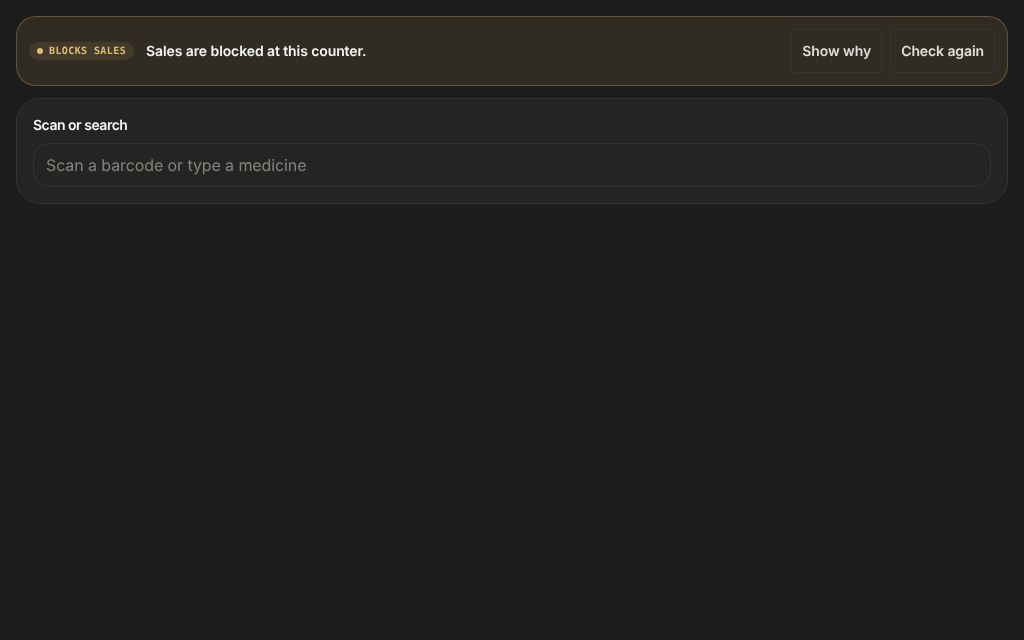 BLOCKS SALES
Sales are blocked at this counter.
Show why
Check again
Scan or search
Scan a barcode or type a medicine